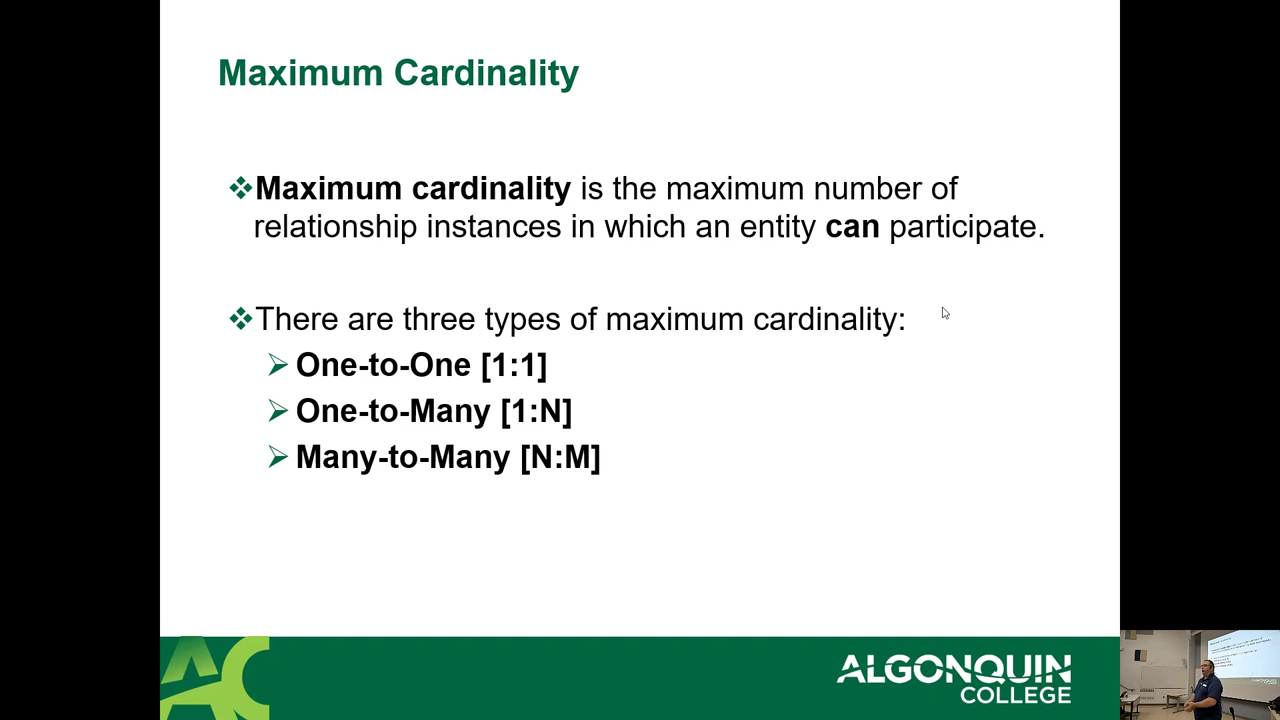 Maximum Cardinality
Maximum cardinality is the maximum number of
relationship instances in which an entity can participate.
There are three types of maximum cardinality:
One-to-One [1:1]
One-to-Many [1:N]
Many-to-Many [N:M]
AC
ALGONQUIN
COLLEGE